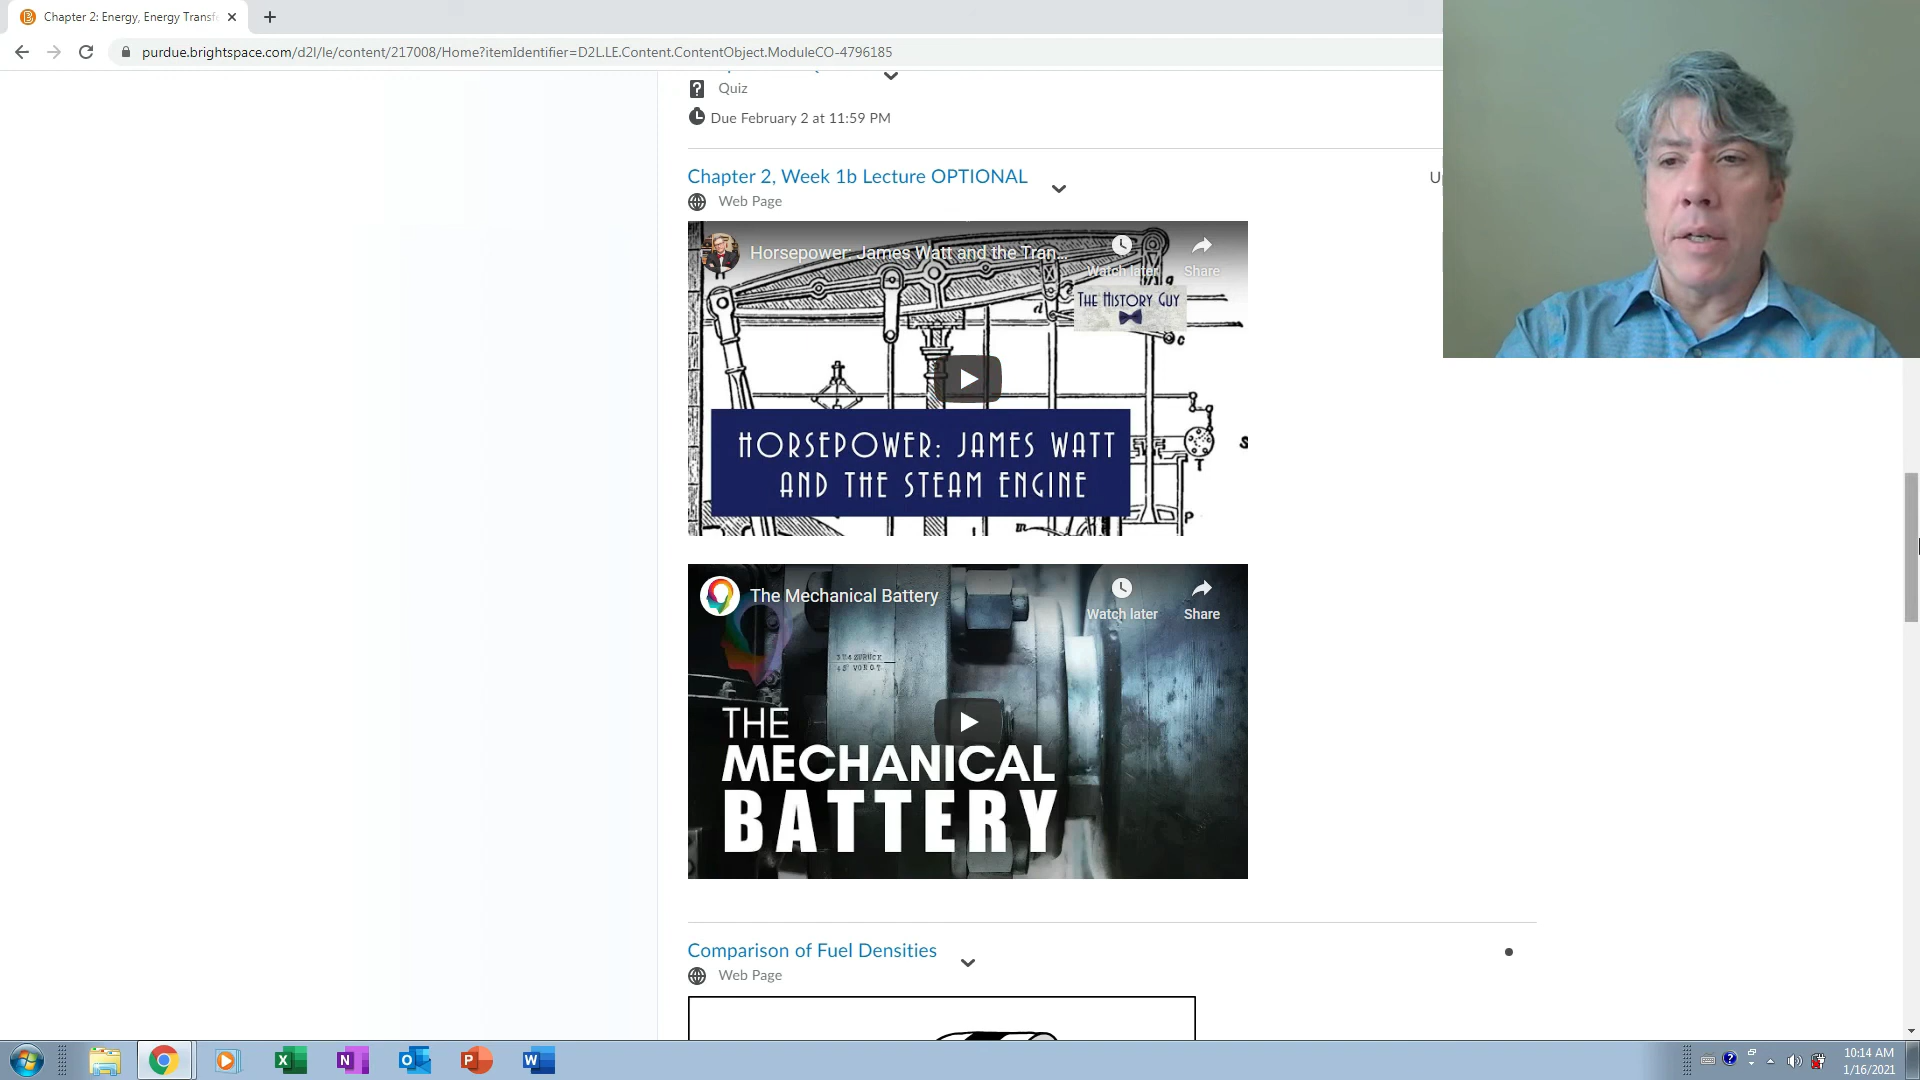 Chapter 2: Energy, Energy Transf
purdue.brightspace.com/d2l/le/content/217008/Home?itemIdentifier=D2L.LE.Content.ContentObject.ModuleCO-4796185
Quiz
Due February 2 at 11:59 PM
Chapter 2, Week 1b Lecture OPTIONAL
Web Page
Horsepower: James Watt and the Tran...
Watch later
Share
THE HISTORY GUY
HORSEPOWER: JAMES WATT
AND THE STEAM ENGINE
d
a
c
S
T
P
m
The Mechanical Battery
Watch later
Share
THE
MECHANICAL
BATTERY
Comparison of Fuel Densities
Web Page
10:14 AM
1/16/2021